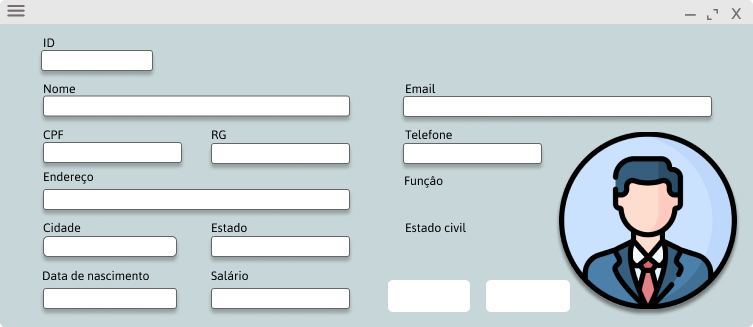 X
ID
Nome
Email
CPF
RG
Telefone
Endereço
Função
Cidade
Estado
Estado civil
Data de nascimento
Salário